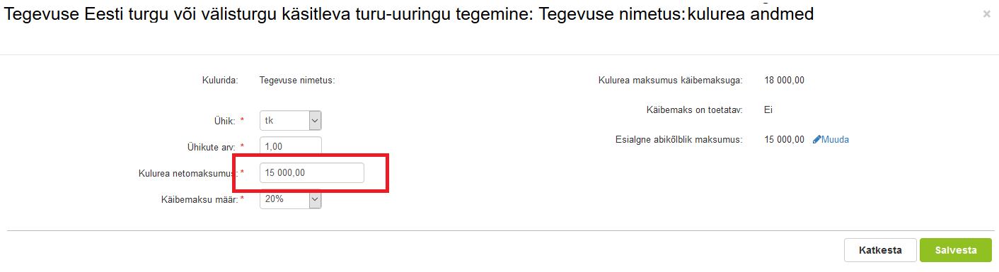 Tegevuse Eesti turgu või välisturgu käsitleva turu-uuringu tegemine: Tegevuse nimetus:kulurea andmed
×
Kulurida: Tegevuse nimetus:
Kulurea maksumus käibemaksuga: 18 000,00
Käibemaks on toetatav: Ei
Ühik: * tk
Esialgne abikõlblik maksumus: 15 000,00 Muuda
Ühikute arv: * 1,00
Kulurea netomaksumus: * 15 000,00
Käibemaksu määr: * 20%
Katkesta Salvesta